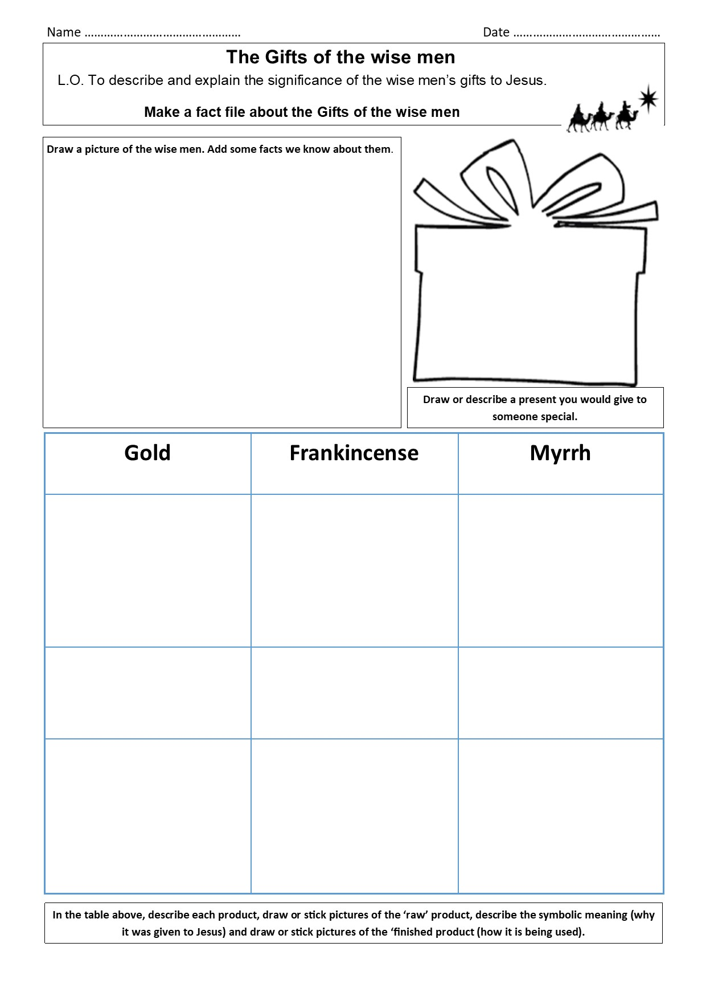 Name ................................................ Date .............................................
The Gifts of the wise men
L.O. To describe and explain the significance of the wise men’s gifts to Jesus.
Make a fact file about the Gifts of the wise men
Draw a picture of the wise men. Add some facts we know about them.
Draw or describe a present you would give to
someone special.
Gold Frankincense Myrrh
In the table above, describe each product, draw or stick pictures of the ‘raw’ product, describe the symbolic meaning (why
it was given to Jesus) and draw or stick pictures of the ‘finished product (how it is being used).